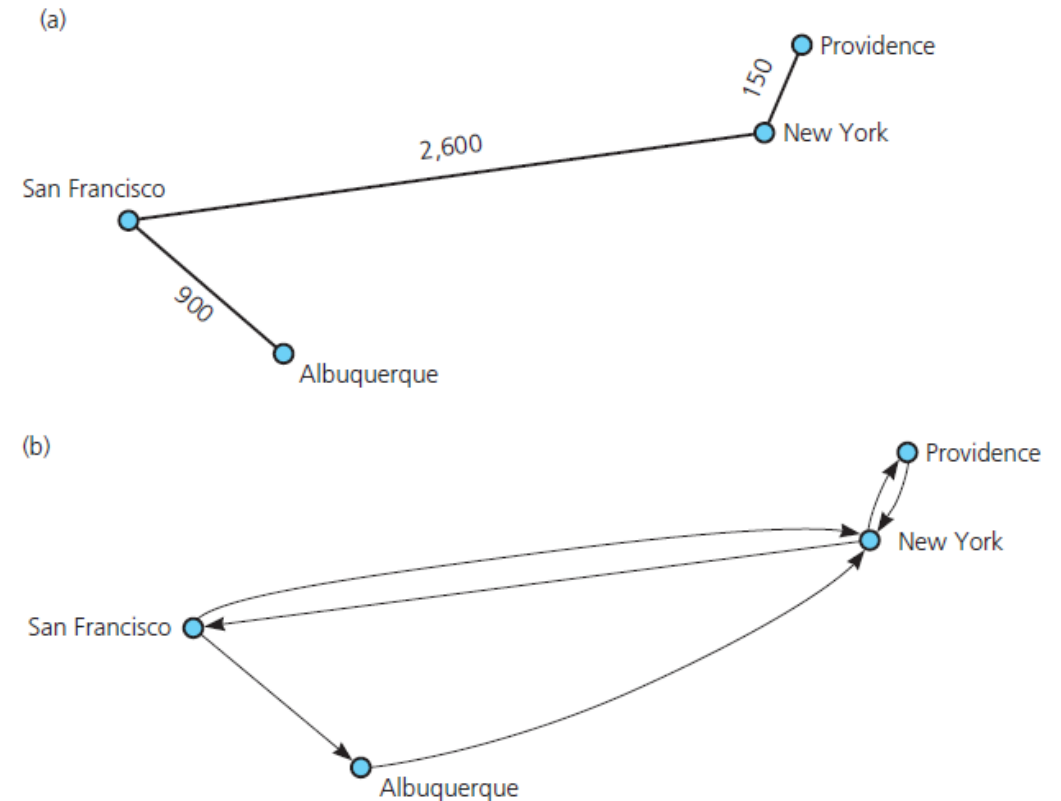 (a)
Providence
150
New York
2,600
San Francisco
900
Albuquerque
(b)
Providence
New York
San Francisco
Albuquerque